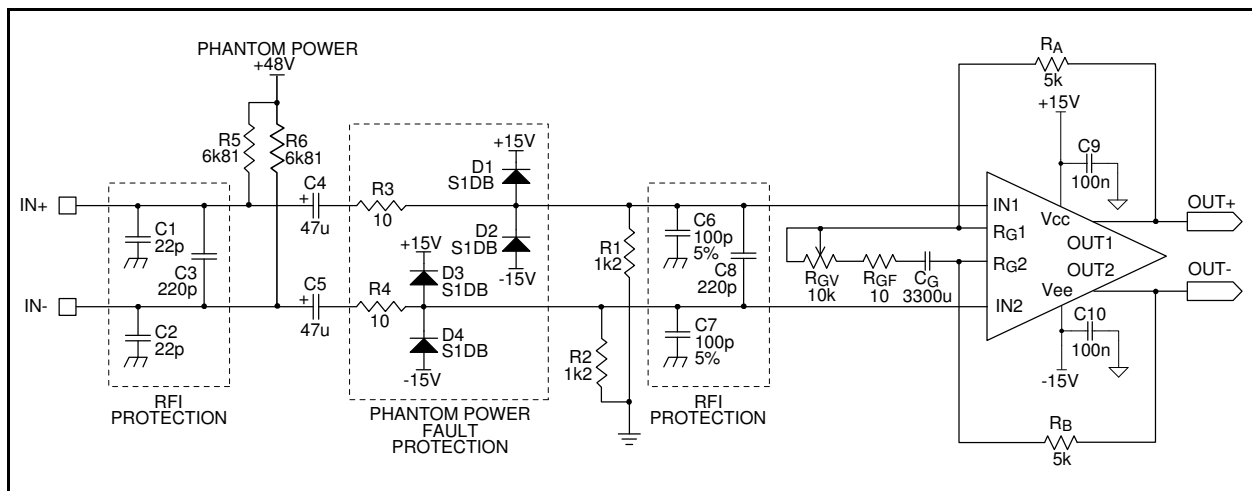 PHANTOM POWER
+48V
R5
6k81
R6
6k81
IN+
IN-
C1
22p
C3
220p
C2
22p
RFI
PROTECTION
C4
+
47u
C5
+
47u
R3
10
R4
10
+15V
D1
S1DB
D2
S1DB
-15V
+15V
D3
S1DB
D4
S1DB
-15V
PHANTOM POWER
FAULT
PROTECTION
R1
1k2
R2
1k2
C6
100p
5%
C8
220p
C7
100p
5%
RFI
PROTECTION
RGV
10k
RGF
10
CG
3300u
RA
5k
+15V
C9
100n
IN1
Vcc
RG1
OUT1
RG2
OUT2
IN2
Vee
C10
100n
-15V
RB
5k
OUT+
OUT-